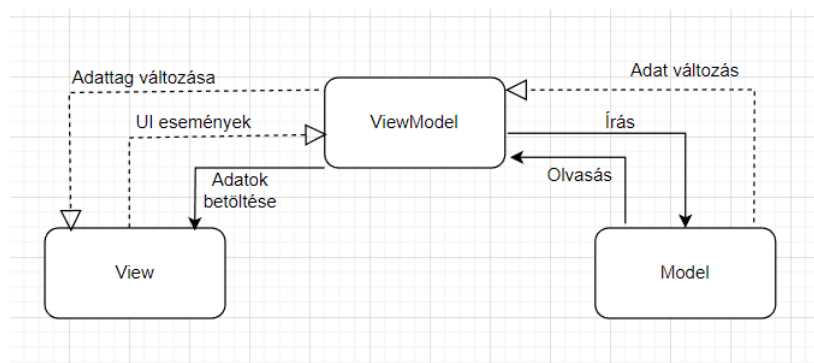 Adattag változása
Adat változás
UI események
ViewModel
Írás
Adatok
betöltése
Olvasás
View
Model